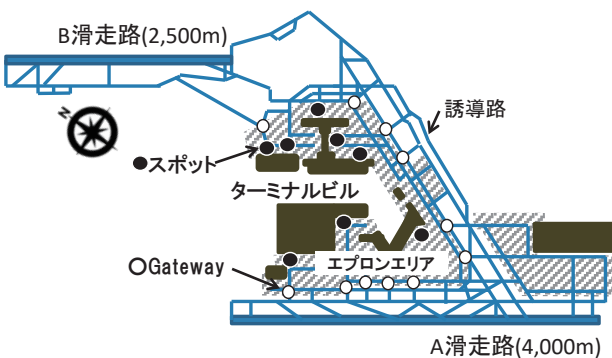 B滑走路(2,500m)
誘導路
N
●スポット
ターミナルビル
エプロンエリア
○Gateway
A滑走路(4,000m)